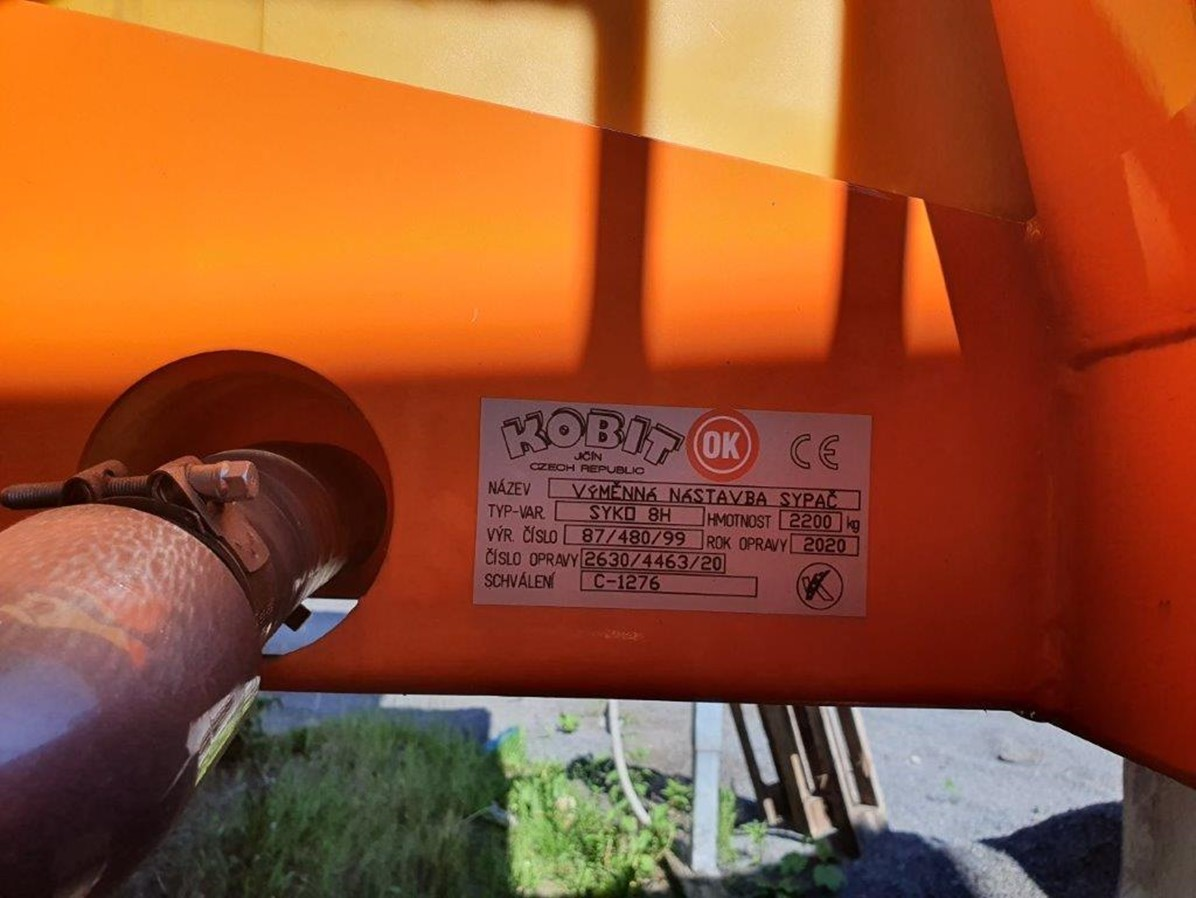 KOBIT
JČÍN
CZECH REPUBLIC
OK
CE
NÁZEV VÝMĚNNÁ NÁSTAVBA SYPAČ
TYP-VAR. SYKO 8H HMOTNOST 2200 kg
VÝR. ČÍSLO 87/480/99 ROK OPRAVY 2020
ČÍSLO OPRAVY 2630/4463/20
SCHVÁLENÍ C-1276